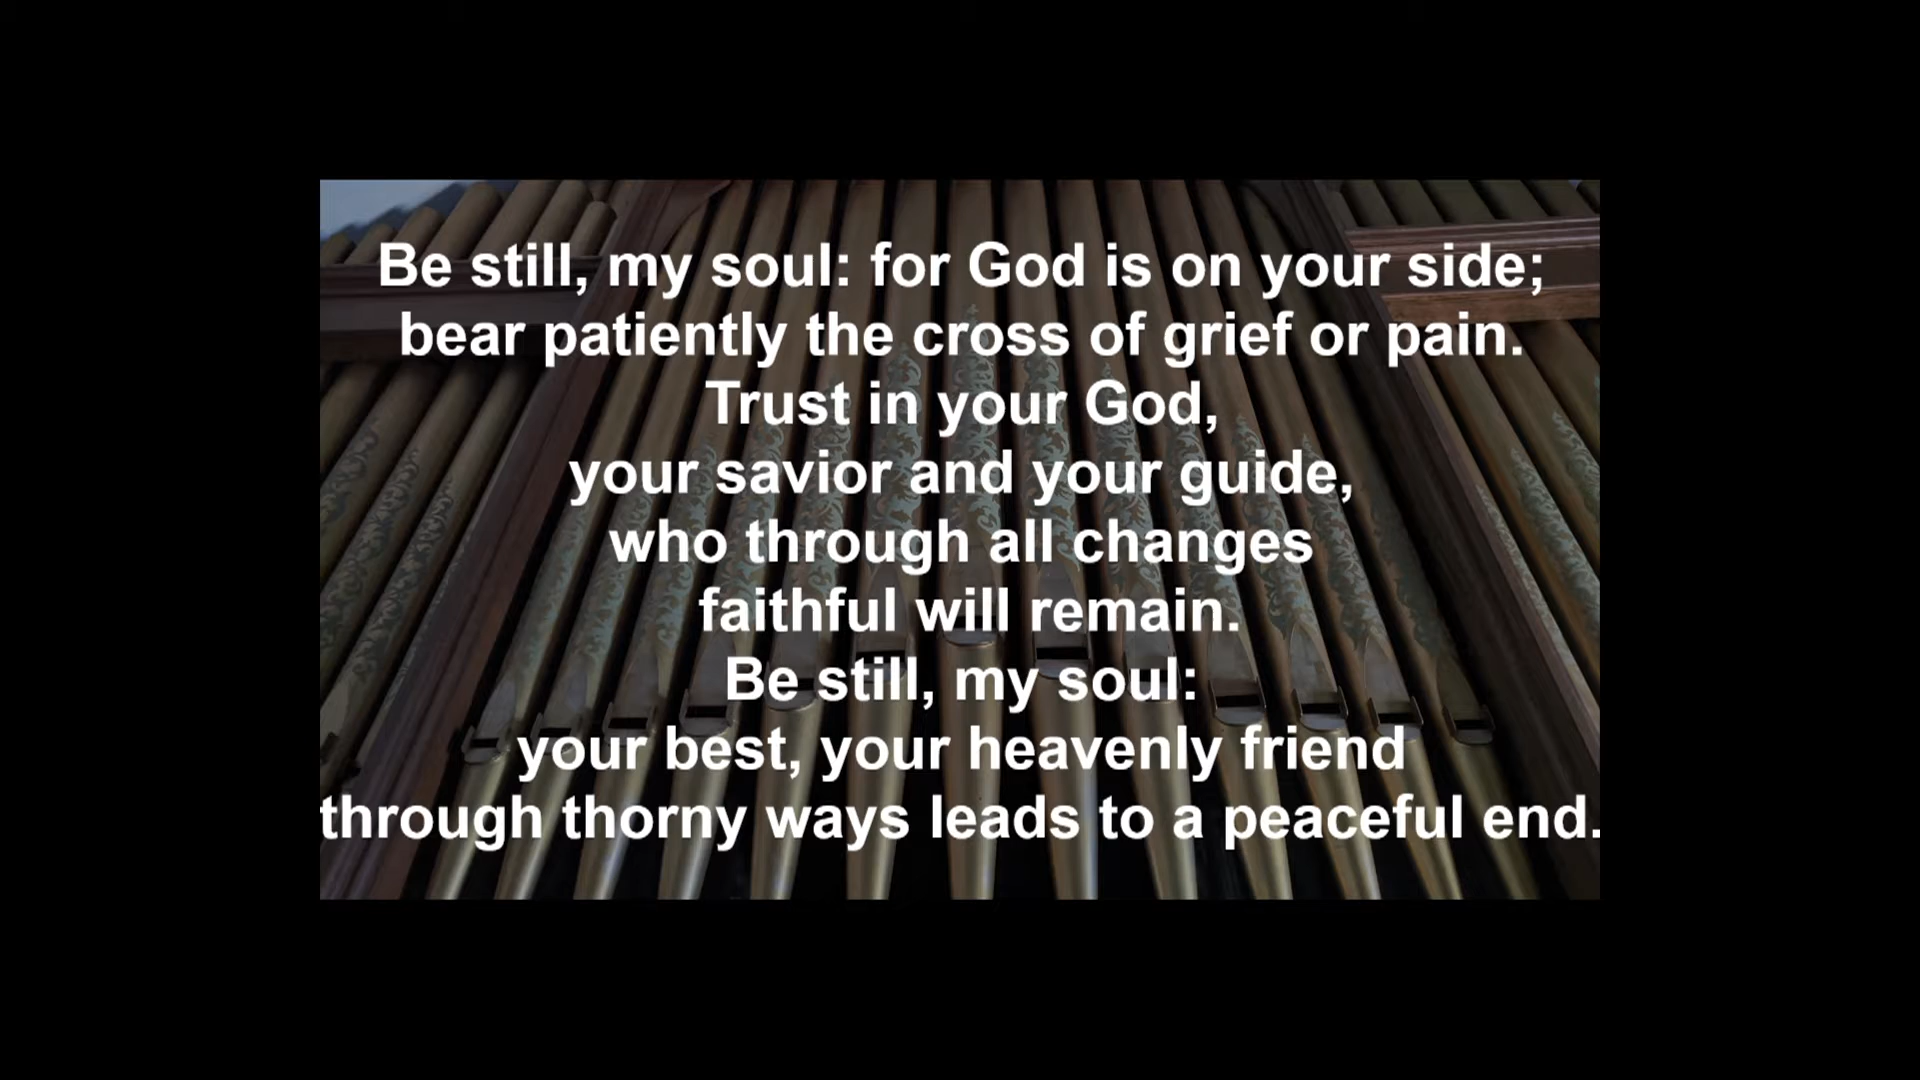 Be still, my soul: for God is on your side;
bear patiently the cross of grief or pain.
Trust in your God,
your savior and your guide,
who through all changes
faithful will remain.
Be still, my soul:
your best, your heavenly friend
through thorny ways leads to a peaceful end.